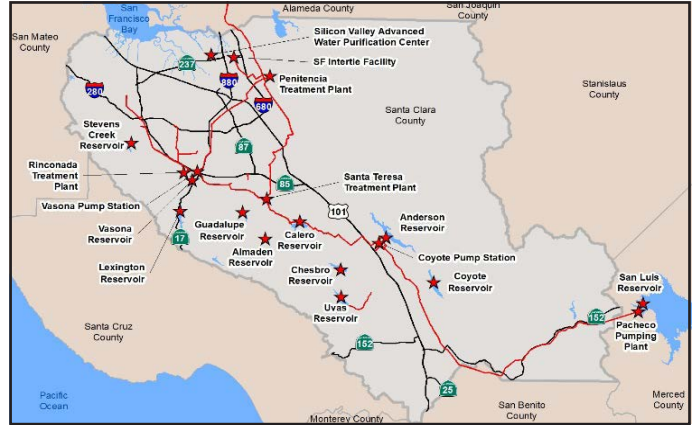 San
Francisco
Bay
Alameda County
San Joaquin
County
San Mateo
County
Silicon Valley Advanced
Water Purification Center
SF Intertie Facility
237
880
Penitencia
Treatment Plant
280
680
Stanislaus
County
Santa Clara
County
Stevens
Creek
Reservoir
87
Rinconada
Treatment
Plant
85
Santa Teresa
Treatment Plant
Vasona Pump Station
101
Anderson
Reservoir
Vasona
Reservoir
17
Guadalupe
Reservoir
Calero
Reservoir
Almaden
Reservoir
Coyote Pump Station
Lexington
Reservoir
Chesbro
Reservoir
Coyote
Reservoir
San Luis
Reservoir
Uvas
Reservoir
152
Pacheco
Pumping
Plant
Santa Cruz
County
152
25
Pacific
Ocean
San Benito
County
Merced
County
Monterey County